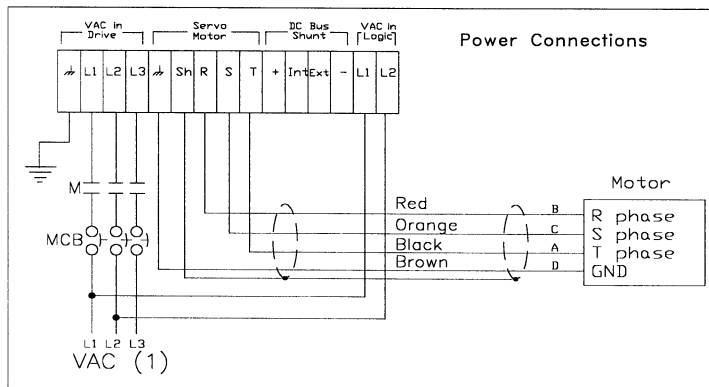 VAC In Drive
Servo Motor
DC Bus Shunt
VAC In Logic
Power Connections
L1 L2 L3 Sh R S T + Int Ext - L1 L2
M
MCB
Motor
Red B R phase
Orange C S phase
Black A T phase
Brown D GND
L1 L2 L3
VAC (1)